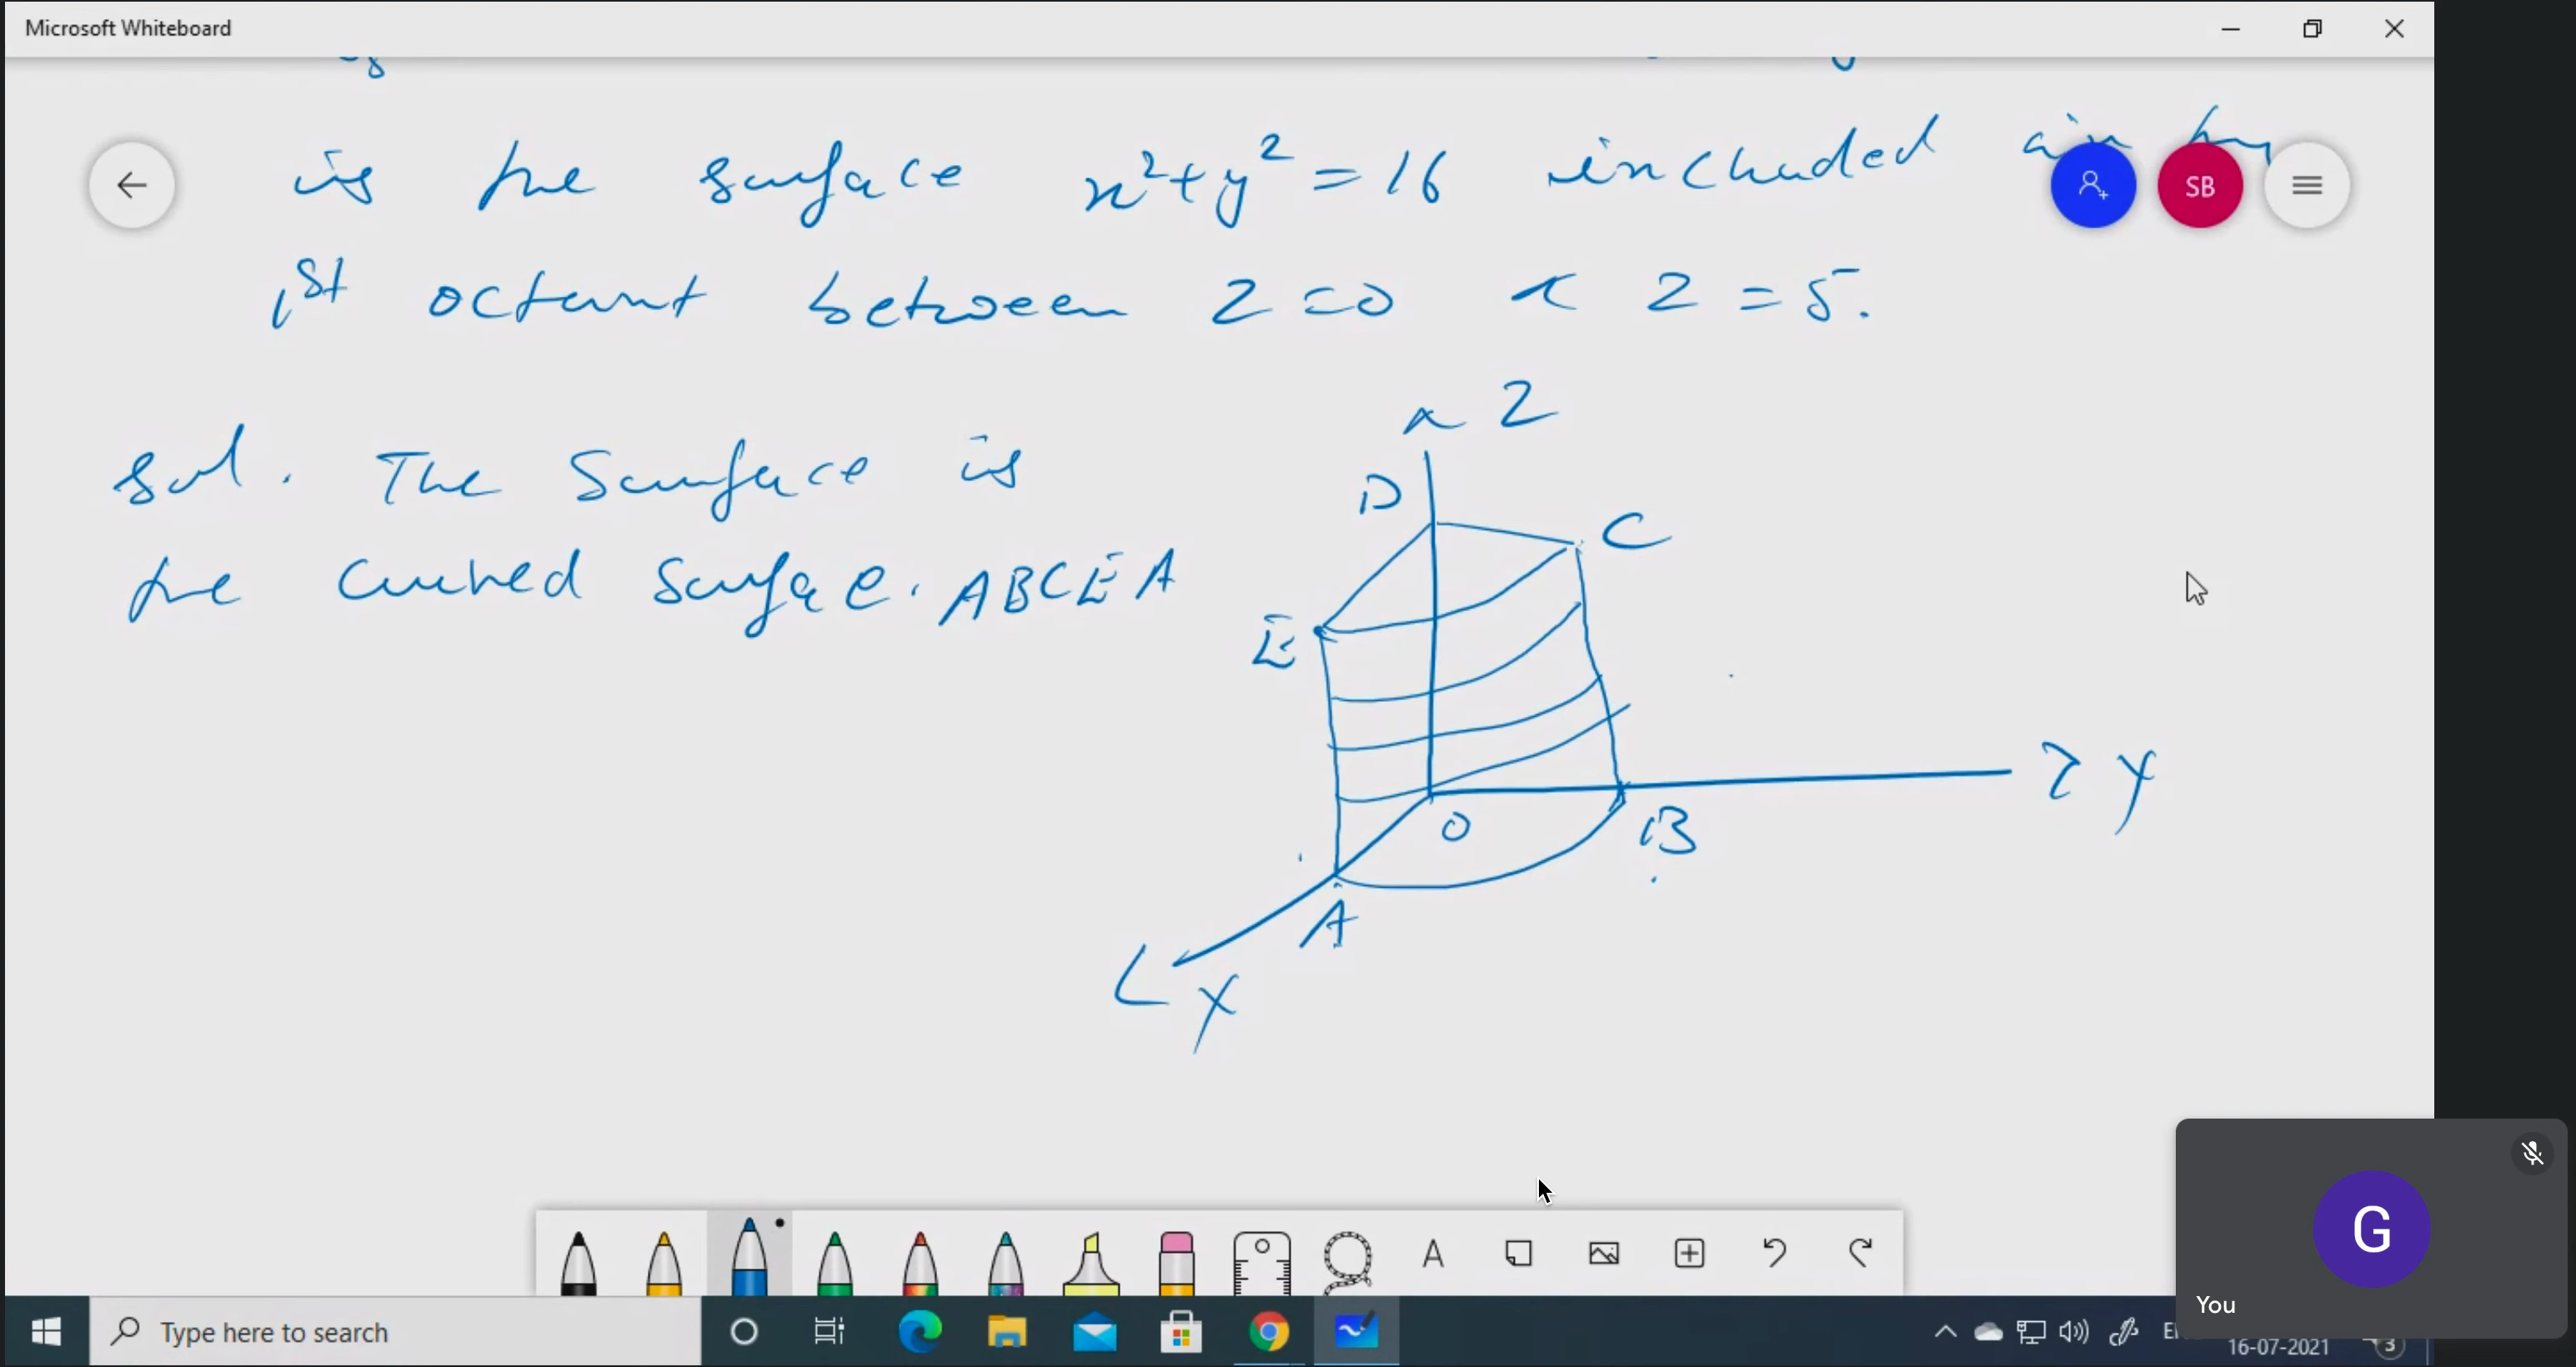 Microsoft Whiteboard
is the surface x²+y² = 16 included in
SB
1st octant between z = 0 & z = 5.
Sol. The Surface is
the curved surface. ABCEA
Z
D
C
E
Y
O
B
A
X
G
You
Type here to search
16-07-2021
3